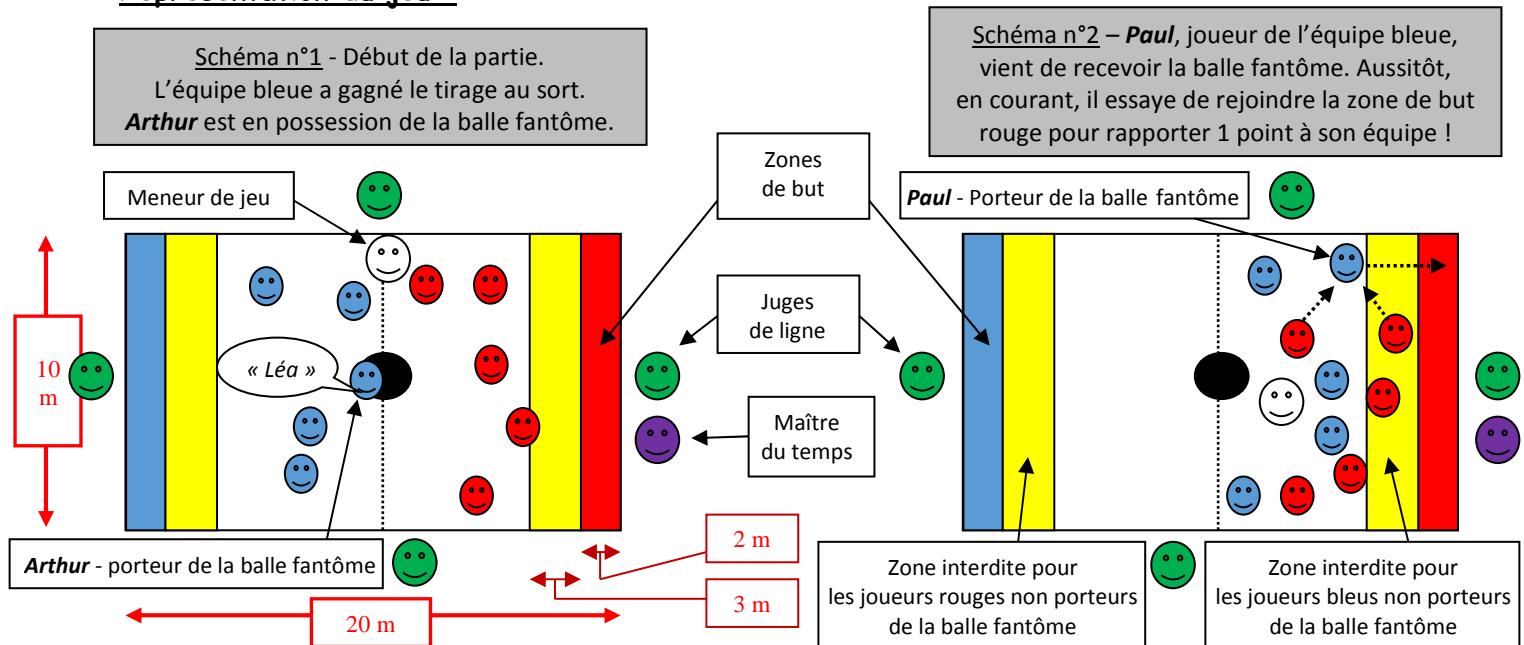 Schéma n°1 - Début de la partie.
L'équipe bleue a gagné le tirage au sort.
Arthur est en possession de la balle fantôme.
Schéma n°2 – Paul, joueur de l'équipe bleue,
vient de recevoir la balle fantôme. Aussitôt,
en courant, il essaye de rejoindre la zone de but
rouge pour rapporter 1 point à son équipe !
Meneur de jeu
Zones
de but
Paul - Porteur de la balle fantôme
10
m
« Léa »
Juges
de ligne
Maître
du temps
Arthur - porteur de la balle fantôme
2 m
3 m
20 m
Zone interdite pour
les joueurs rouges non porteurs
de la balle fantôme
Zone interdite pour
les joueurs bleus non porteurs
de la balle fantôme